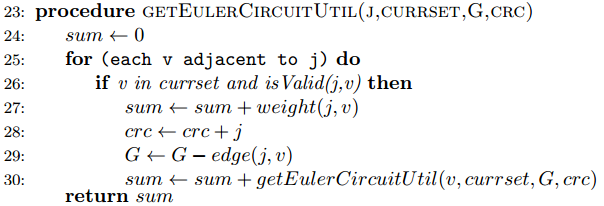 23: procedure GETEULERCIRCUITUTIL(J,CURRSET,G,CRC)
24: sum ← 0
25: for (each v adjacent to j) do
26: if v in currset and isValid(j,v) then
27: sum ← sum + weight(j, v)
28: crc ← crc + j
29: G ← G − edge(j, v)
30: sum ← sum + getEulerCircuitUtil(v, currset, G, crc)
return sum